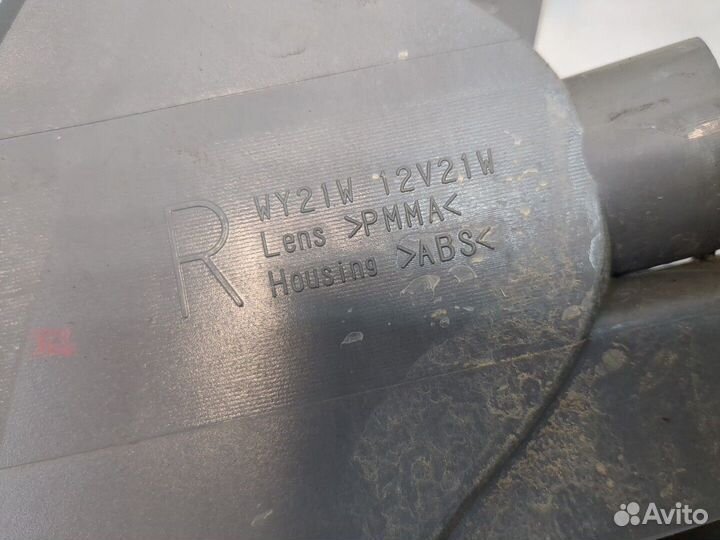 R
WY21W 12V21W
Lens >PMMA<
Housing >ABS<
Avito